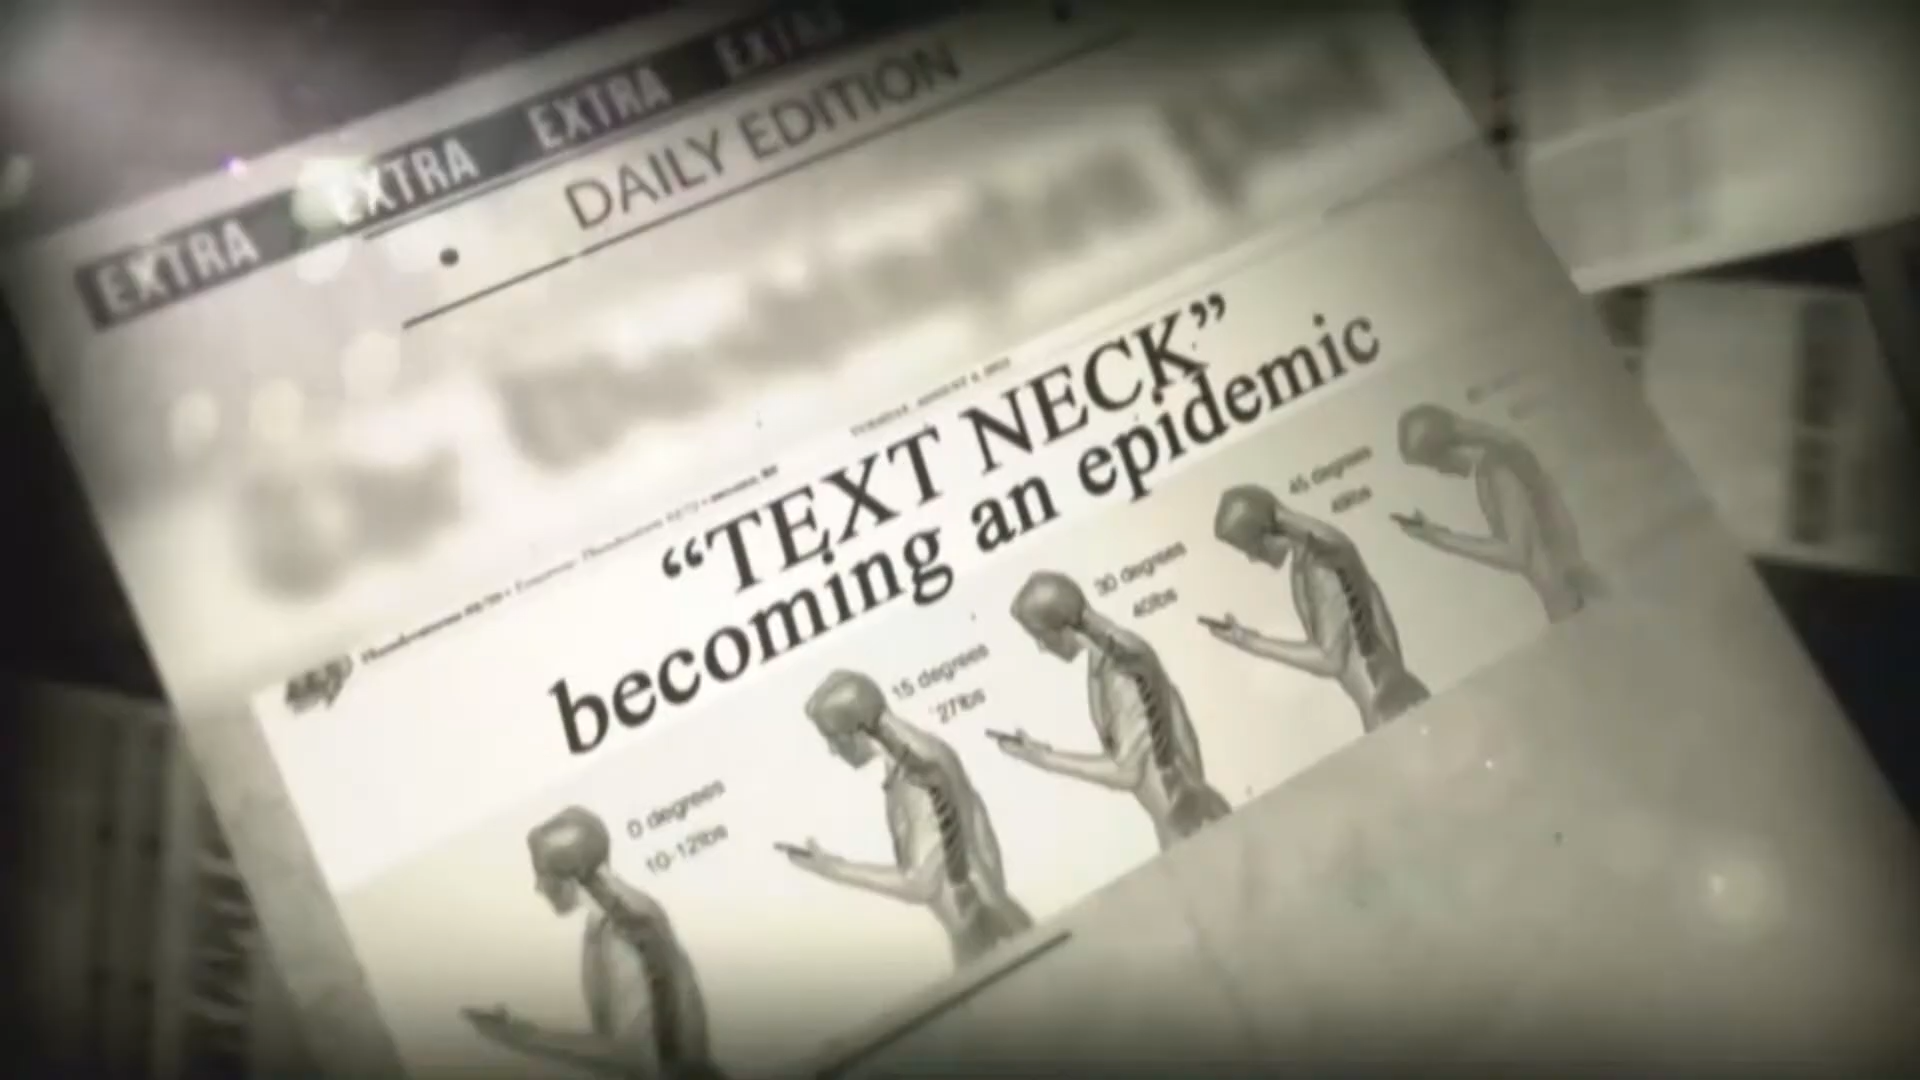 EXTRA EXTRA EXTRA EXTRA
DAILY EDITION
“TEXT NECK”
becoming an epidemic
0 degrees
10-12lbs
15 degrees
27lbs
30 degrees
40lbs
45 degrees
49lbs